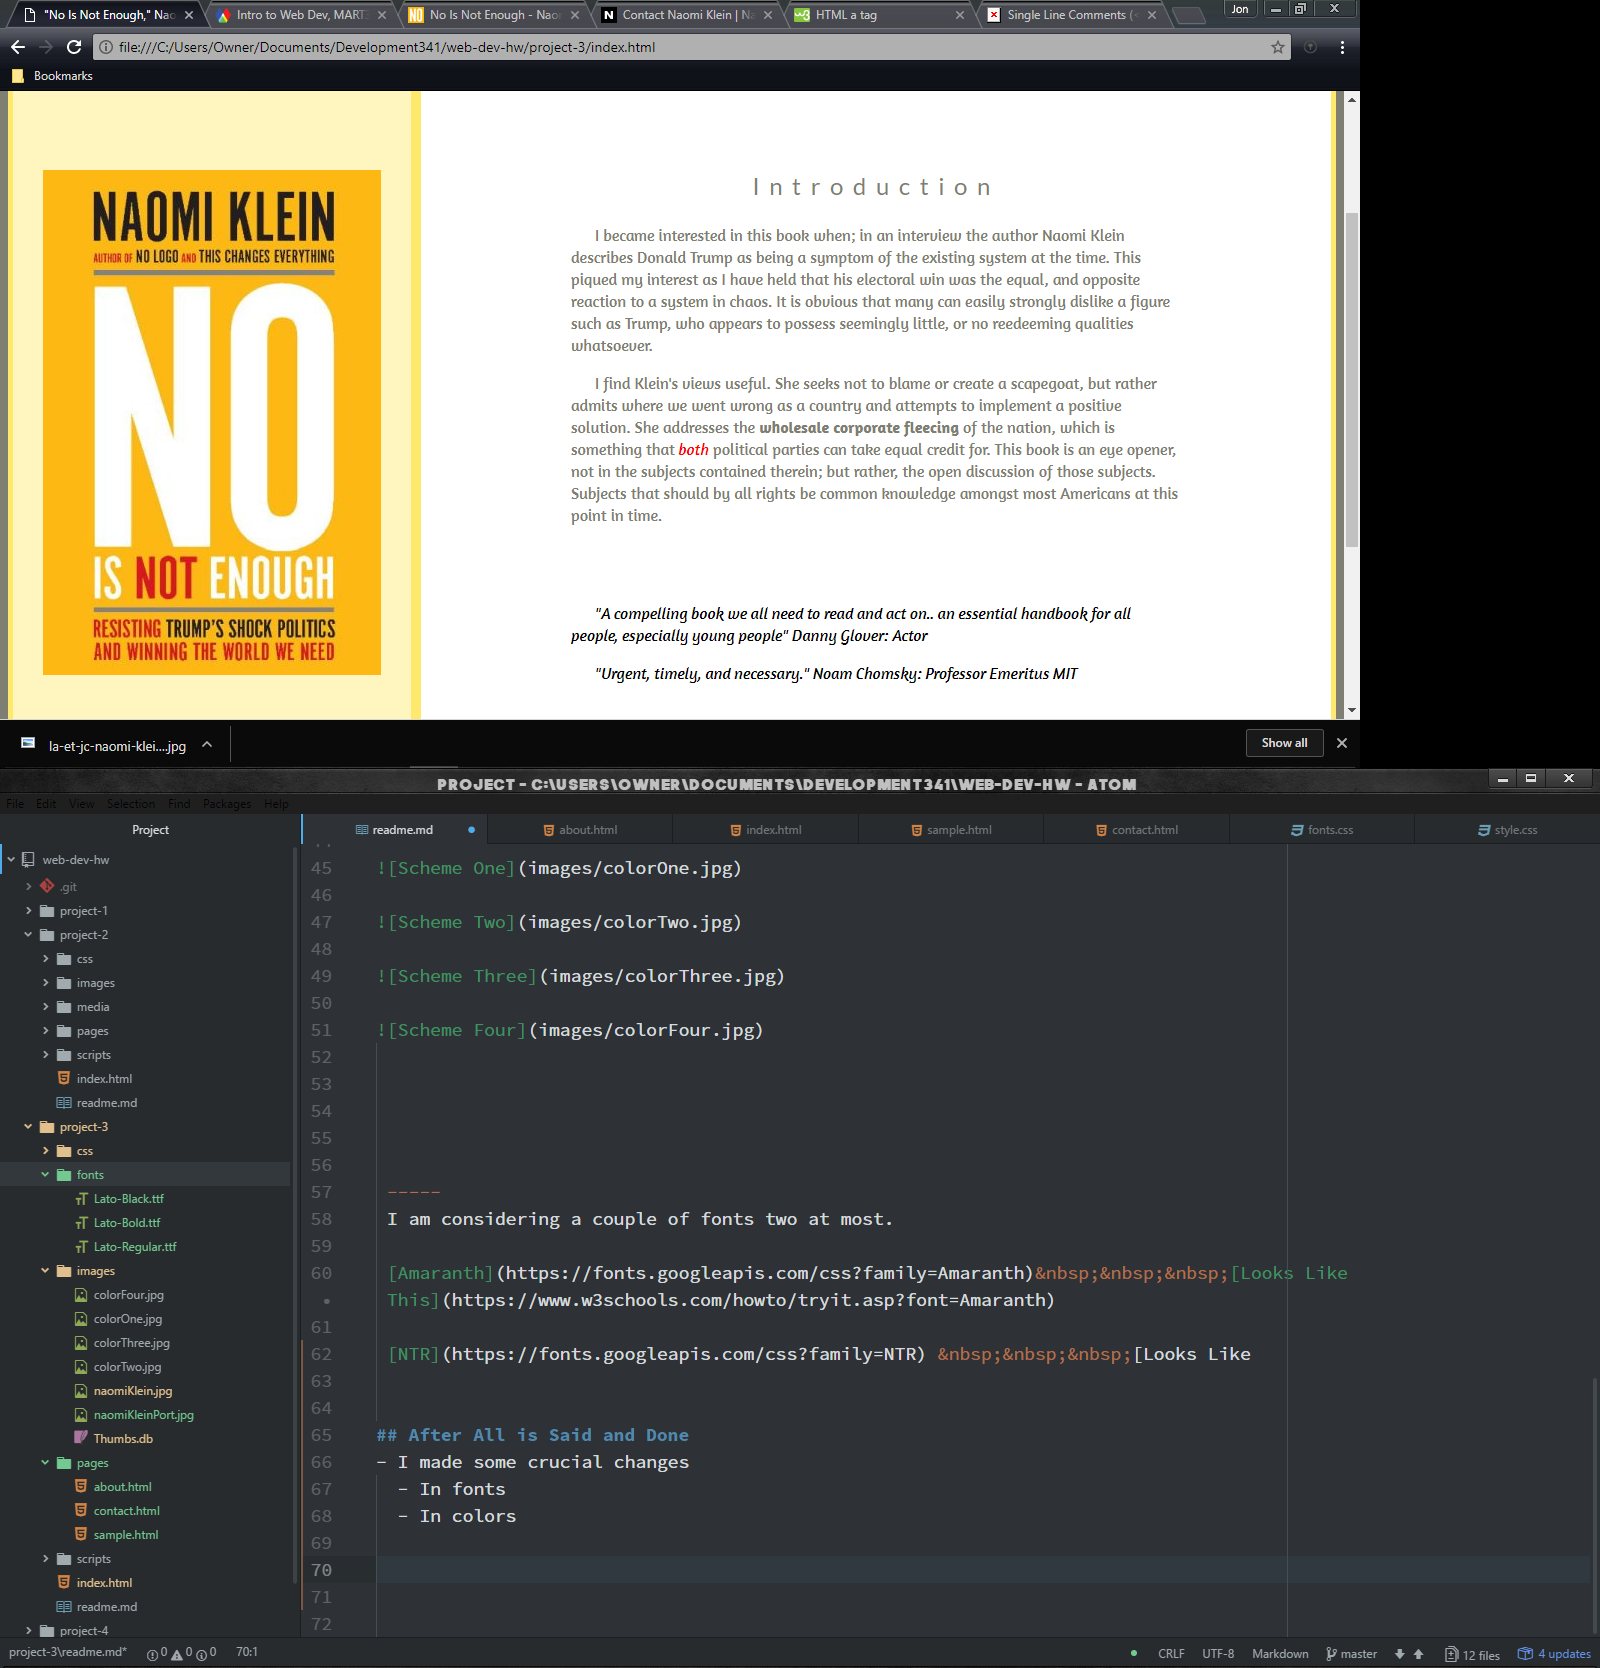 "No Is Not Enough," Nao
Intro to Web Dev, MART
No Is Not Enough - Nao
Contact Naomi Klein | Na
HTML a tag
Single Line Comments (
Jon
file:///C:/Users/Owner/Documents/Development341/web-dev-hw/project-3/index.html
Bookmarks
NAOMI KLEIN
AUTHOR OF NO LOGO AND THIS CHANGES EVERYTHING
NO
IS NOT ENOUGH
RESISTING TRUMP'S SHOCK POLITICS
AND WINNING THE WORLD WE NEED
Introduction
I became interested in this book when; in an interview the author Naomi Klein
describes Donald Trump as being a symptom of the existing system at the time. This
piqued my interest as I have held that his electoral win was the equal, and opposite
reaction to a system in chaos. It is obvious that many can easily strongly dislike a figure
such as Trump, who appears to possess seemingly little, or no reedeeming qualities
whatsoever.
I find Klein's views useful. She seeks not to blame or create a scapegoat, but rather
admits where we went wrong as a country and attempts to implement a positive
solution. She addresses the wholesale corporate fleecing of the nation, which is
something that both political parties can take equal credit for. This book is an eye opener,
not in the subjects contained therein; but rather, the open discussion of those subjects.
Subjects that should by all rights be common knowledge amongst most Americans at this
point in time.
"A compelling book we all need to read and act on.. an essential handbook for all
people, especially young people" Danny Glover: Actor
"Urgent, timely, and necessary." Noam Chomsky: Professor Emeritus MIT
la-et-jc-naomi-klei....jpg
Show all
PROJECT - C:\USERS\OWNER\DOCUMENTS\DEVELOPMENT341\WEB-DEV-HW - ATOM
File Edit View Selection Find Packages Help
Project
readme.md
about.html
index.html
sample.html
contact.html
fonts.css
style.css
web-dev-hw
.git
project-1
project-2
css
images
media
pages
scripts
index.html
readme.md
project-3
css
fonts
Lato-Black.ttf
Lato-Bold.ttf
Lato-Regular.ttf
images
colorFour.jpg
colorOne.jpg
colorThree.jpg
colorTwo.jpg
naomiKlein.jpg
naomiKleinPort.jpg
Thumbs.db
pages
about.html
contact.html
sample.html
scripts
index.html
readme.md
project-4
45 ![Scheme One](images/colorOne.jpg)
46
47 ![Scheme Two](images/colorTwo.jpg)
48
49 ![Scheme Three](images/colorThree.jpg)
50
51 ![Scheme Four](images/colorFour.jpg)
52
53
54
55
56
57 -----
58 I am considering a couple of fonts two at most.
59
60 [Amaranth](https://fonts.googleapis.com/css?family=Amaranth)&nbsp;&nbsp;&nbsp;[Looks Like
• This](https://www.w3schools.com/howto/tryit.asp?font=Amaranth)
61
62 [NTR](https://fonts.googleapis.com/css?family=NTR) &nbsp;&nbsp;&nbsp;[Looks Like
63
64
65 ## After All is Said and Done
66 - I made some crucial changes
67 - In fonts
68 - In colors
69
70
71
72
project-3\readme.md* 0 0 0 70:1
CRLF UTF-8 Markdown master 12 files 4 updates